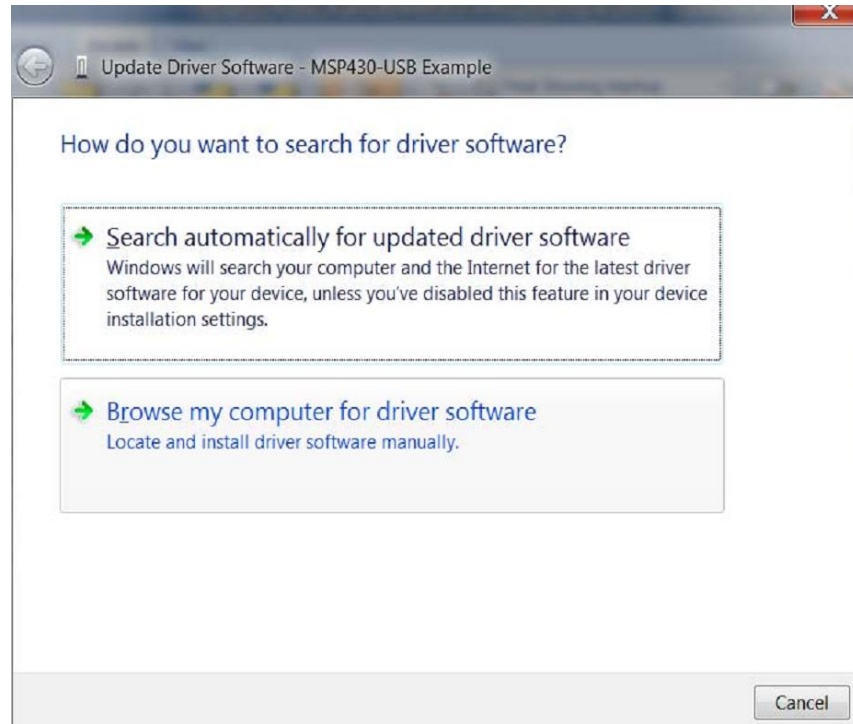 Update Driver Software - MSP430-USB Example
How do you want to search for driver software?
Search automatically for updated driver software
Windows will search your computer and the Internet for the latest driver
software for your device, unless you've disabled this feature in your device
installation settings.
Browse my computer for driver software
Locate and install driver software manually.
Cancel